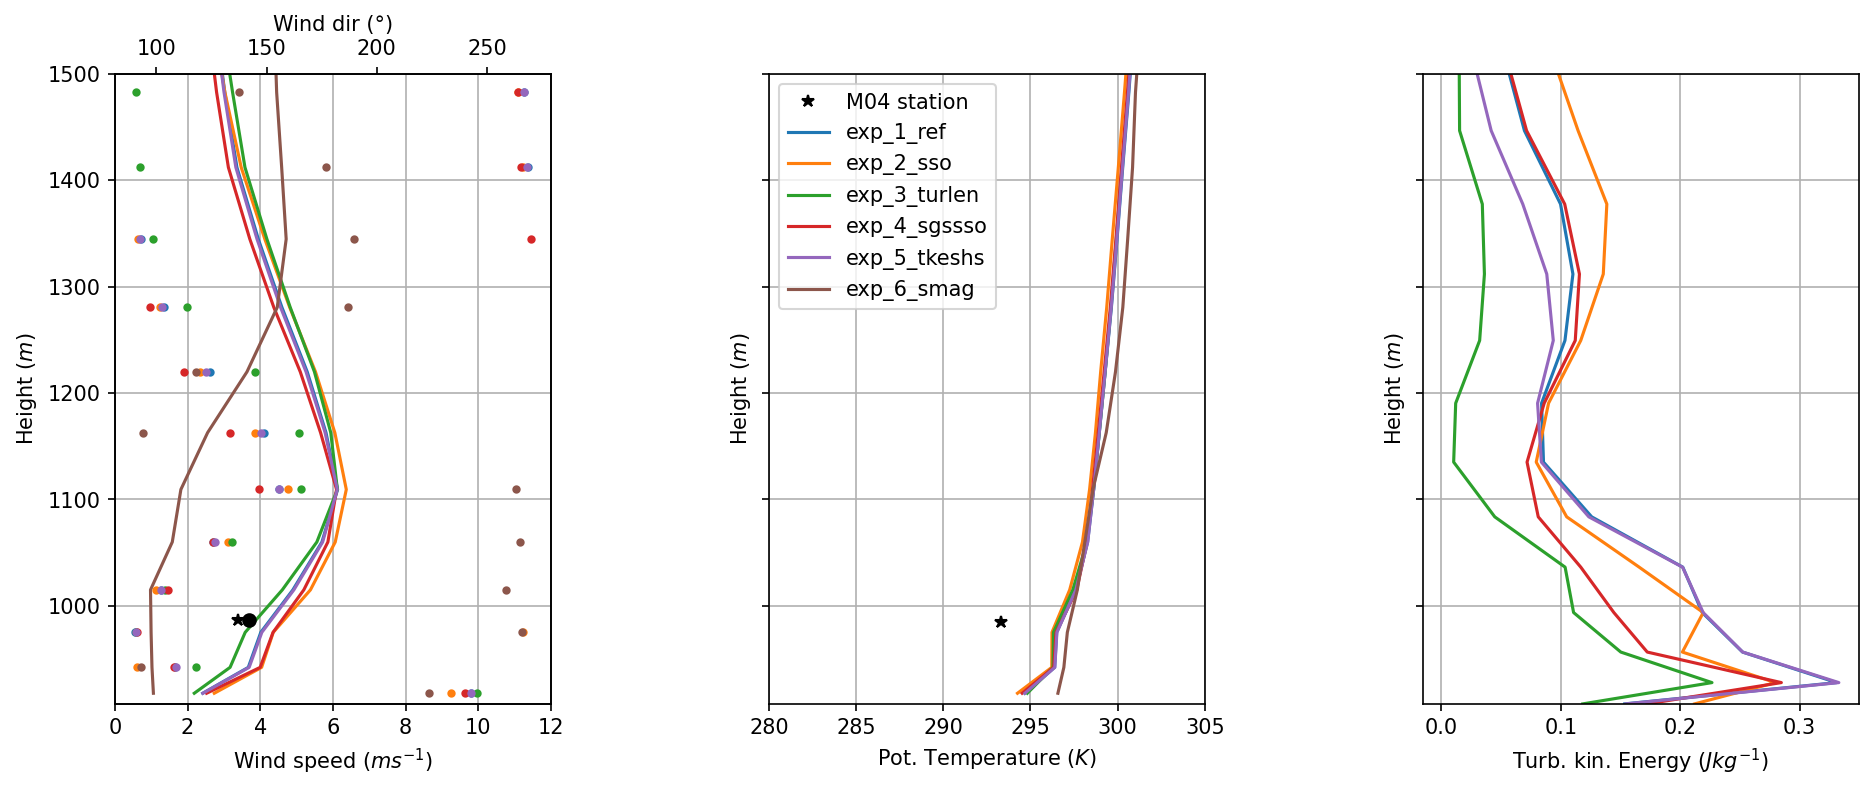 Wind dir (°)
100 150 200 250
1500
1400
1300
1200
1100
1000
Height (m)
0 2 4 6 8 10 12
Wind speed (ms⁻¹)
M04 station
exp_1_ref
exp_2_sso
exp_3_turlen
exp_4_sgssso
exp_5_tkeshs
exp_6_smag
Height (m)
280 285 290 295 300 305
Pot. Temperature (K)
Height (m)
0.0 0.1 0.2 0.3
Turb. kin. Energy (Jkg⁻¹)